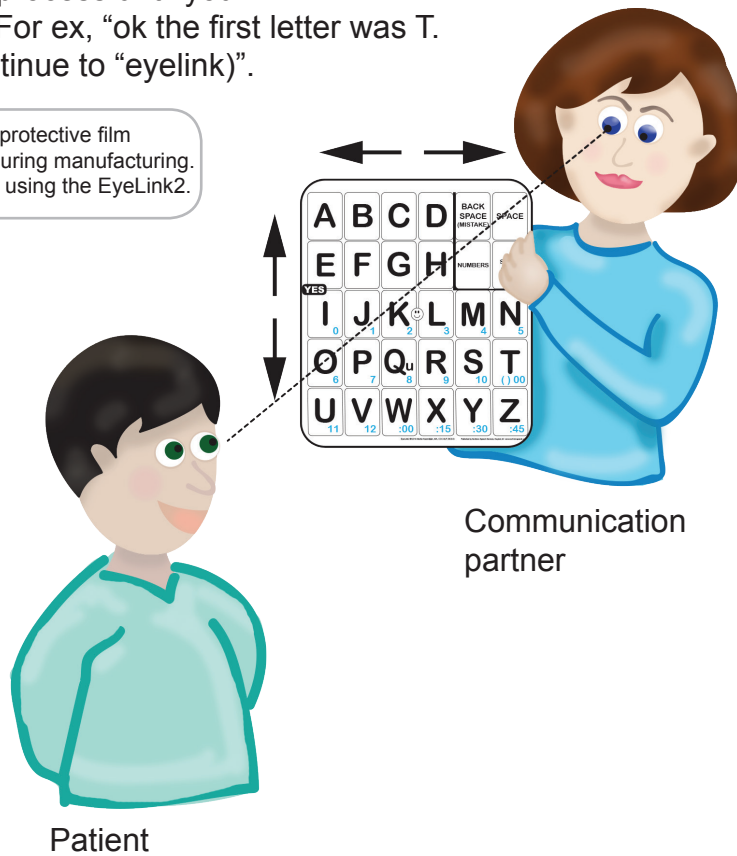 For ex, “ok the first letter was T.
tinue to “eyelink)”.
protective film
uring manufacturing.
using the EyeLink2.
A B C D BACK SPACE (MISTAKE) SPACE
E F G H NUMBERS
YES
I J K L M N
0 1 2 3 4 5
O P Qu R S T
6 7 8 9 10 ( ) 00
U V W X Y Z
11 12 :00 :15 :30 :45
Communication
partner
Patient